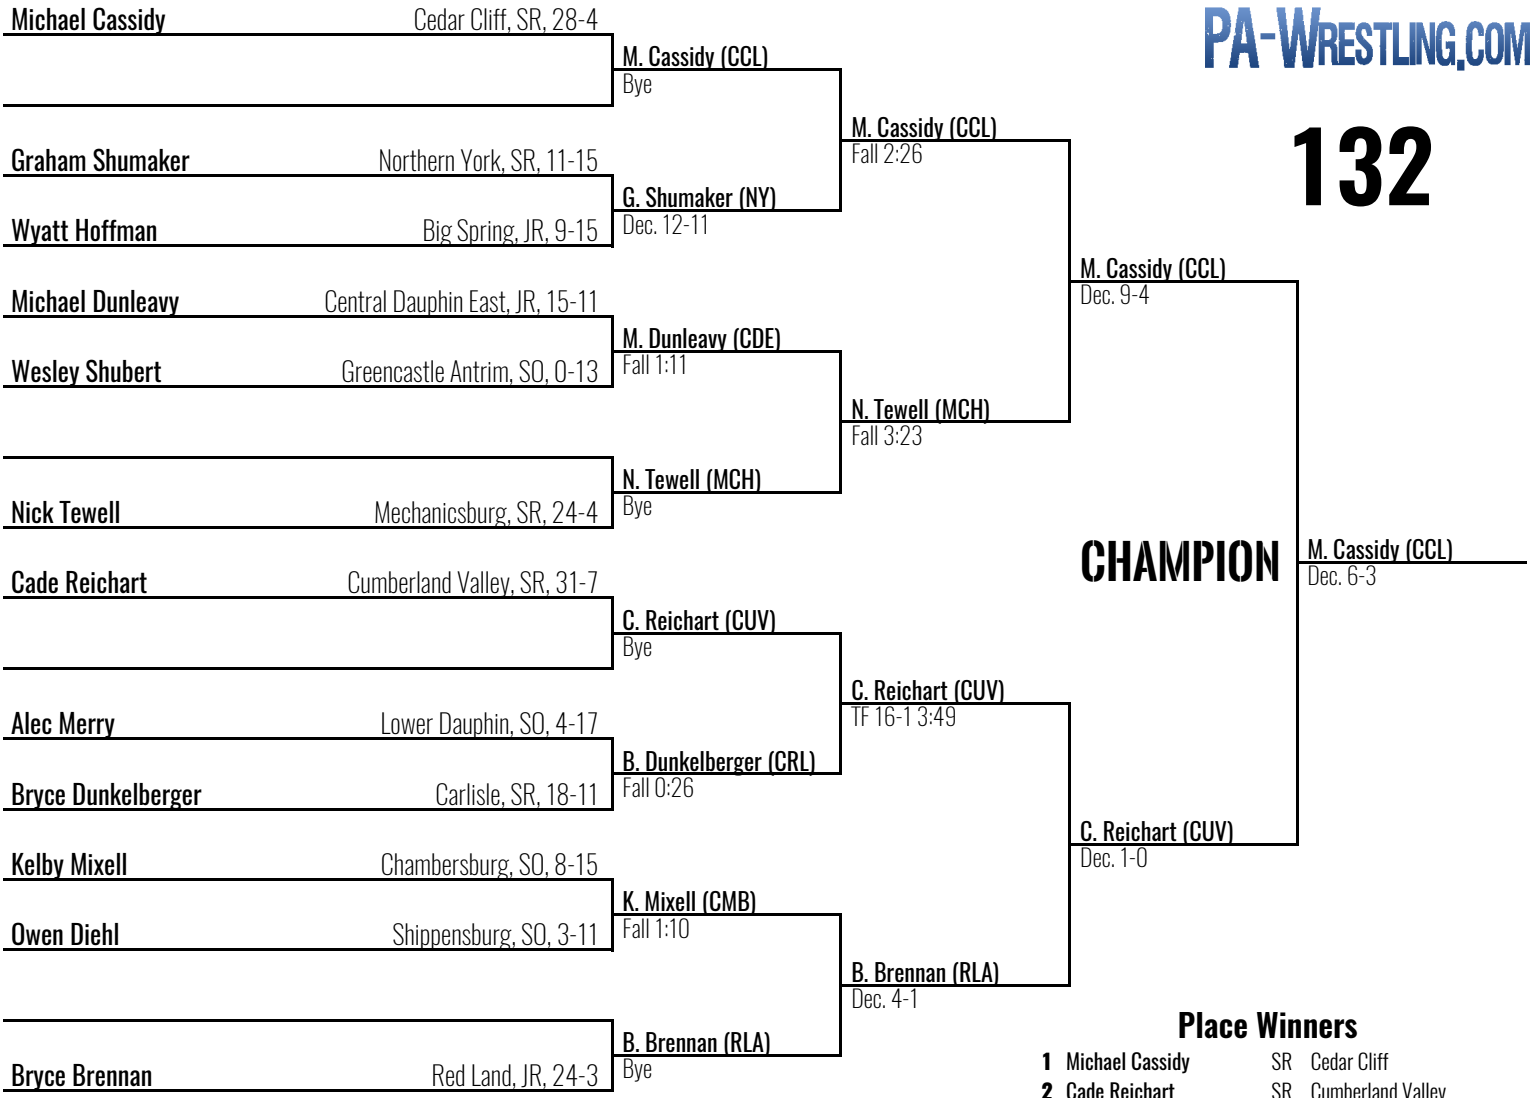 Michael Cassidy Cedar Cliff, SR, 28-4
PA-WRESTLING.COM
M. Cassidy (CCL)
Bye
M. Cassidy (CCL)
Fall 2:26
132
Graham Shumaker Northern York, SR, 11-15
G. Shumaker (NY)
Dec. 12-11
Wyatt Hoffman Big Spring, JR, 9-15
M. Cassidy (CCL)
Dec. 9-4
Michael Dunleavy Central Dauphin East, JR, 15-11
M. Dunleavy (CDE)
Fall 1:11
Wesley Shubert Greencastle Antrim, SO, 0-13
N. Tewell (MCH)
Fall 3:23
N. Tewell (MCH)
Bye
Nick Tewell Mechanicsburg, SR, 24-4
CHAMPION
M. Cassidy (CCL)
Dec. 6-3
Cade Reichart Cumberland Valley, SR, 31-7
C. Reichart (CUV)
Bye
C. Reichart (CUV)
TF 16-1 3:49
Alec Merry Lower Dauphin, SO, 4-17
B. Dunkelberger (CRL)
Fall 0:26
Bryce Dunkelberger Carlisle, SR, 18-11
C. Reichart (CUV)
Dec. 1-0
Kelby Mixell Chambersburg, SO, 8-15
K. Mixell (CMB)
Fall 1:10
Owen Diehl Shippensburg, SO, 3-11
B. Brennan (RLA)
Dec. 4-1
B. Brennan (RLA)
Bye
Bryce Brennan Red Land, JR, 24-3
Place Winners
1 Michael Cassidy SR Cedar Cliff
2 Cade Reichart SR Cumberland Valley